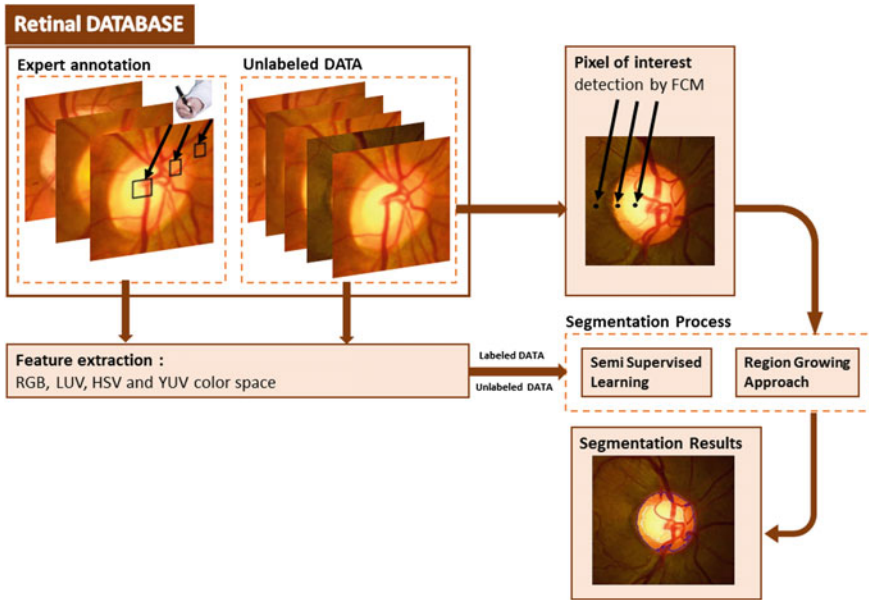 Retinal DATABASE
Expert annotation
Unlabeled DATA
Pixel of interest
detection by FCM
Feature extraction :
RGB, LUV, HSV and YUV color space
Labeled DATA
Unlabeled DATA
Segmentation Process
Semi Supervised
Learning
Region Growing
Approach
Segmentation Results